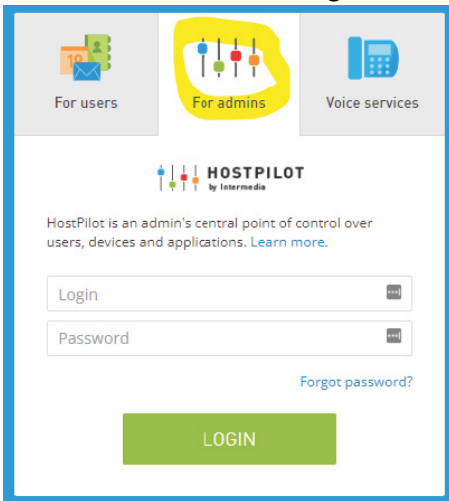 19
For users
For admins
Voice services
HOSTPILOT
by Intermedia
HostPilot is an admin's central point of control over
users, devices and applications. Learn more.
Login
Password
Forgot password?
LOGIN